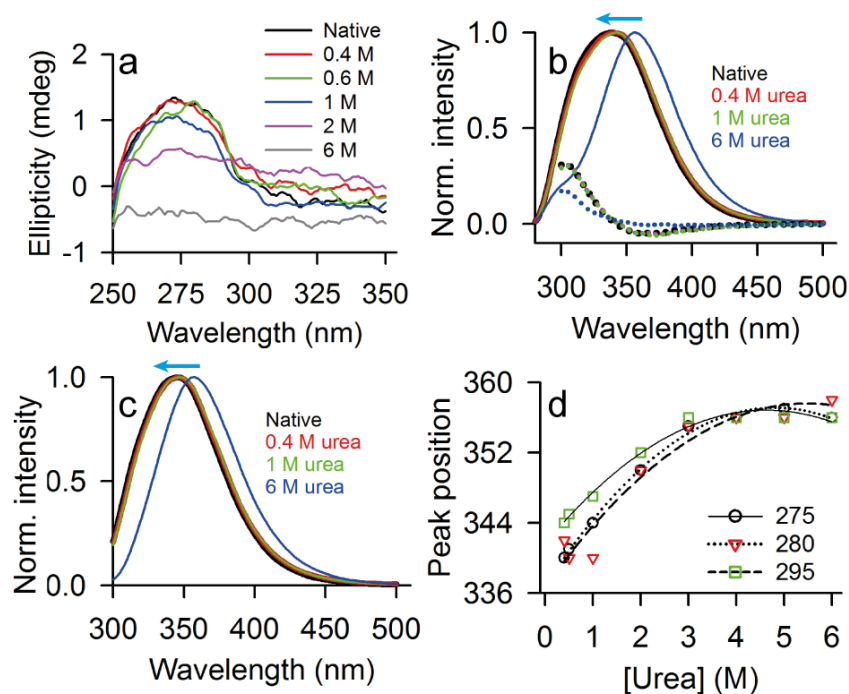 a
Ellipticity (mdeg)
2
1
0
-1
250 275 300 325 350
Wavelength (nm)
Native
0.4 M
0.6 M
1 M
2 M
6 M
b
Norm. intensity
1.0
0.5
0.0
300 350 400 450 500
Wavelength (nm)
Native
0.4 M urea
1 M urea
6 M urea
c
Norm. intensity
1.0
0.5
0.0
300 350 400 450 500
Wavelength (nm)
Native
0.4 M urea
1 M urea
6 M urea
d
Peak position
360
352
344
336
0 1 2 3 4 5 6
[Urea] (M)
275
280
295